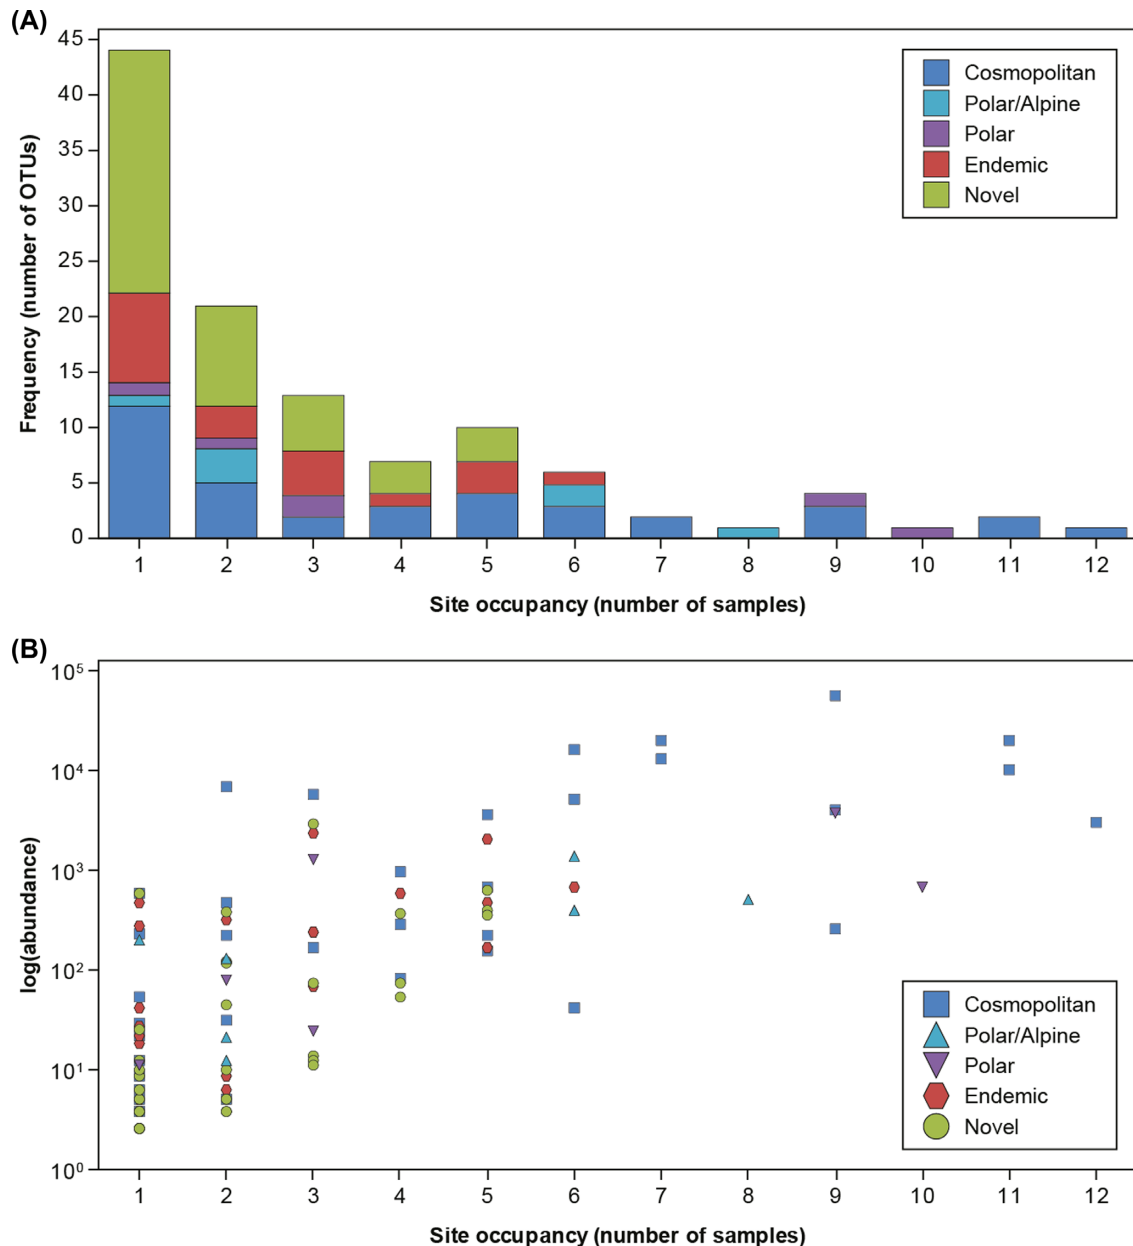 (A)
Frequency (number of OTUs)
45
40
35
30
25
20
15
10
5
0
Cosmopolitan
Polar/Alpine
Polar
Endemic
Novel
1 2 3 4 5 6 7 8 9 10 11 12
Site occupancy (number of samples)
(B)
log(abundance)
10⁵
10⁴
10³
10²
10¹
10⁰
Cosmopolitan
Polar/Alpine
Polar
Endemic
Novel
1 2 3 4 5 6 7 8 9 10 11 12
Site occupancy (number of samples)